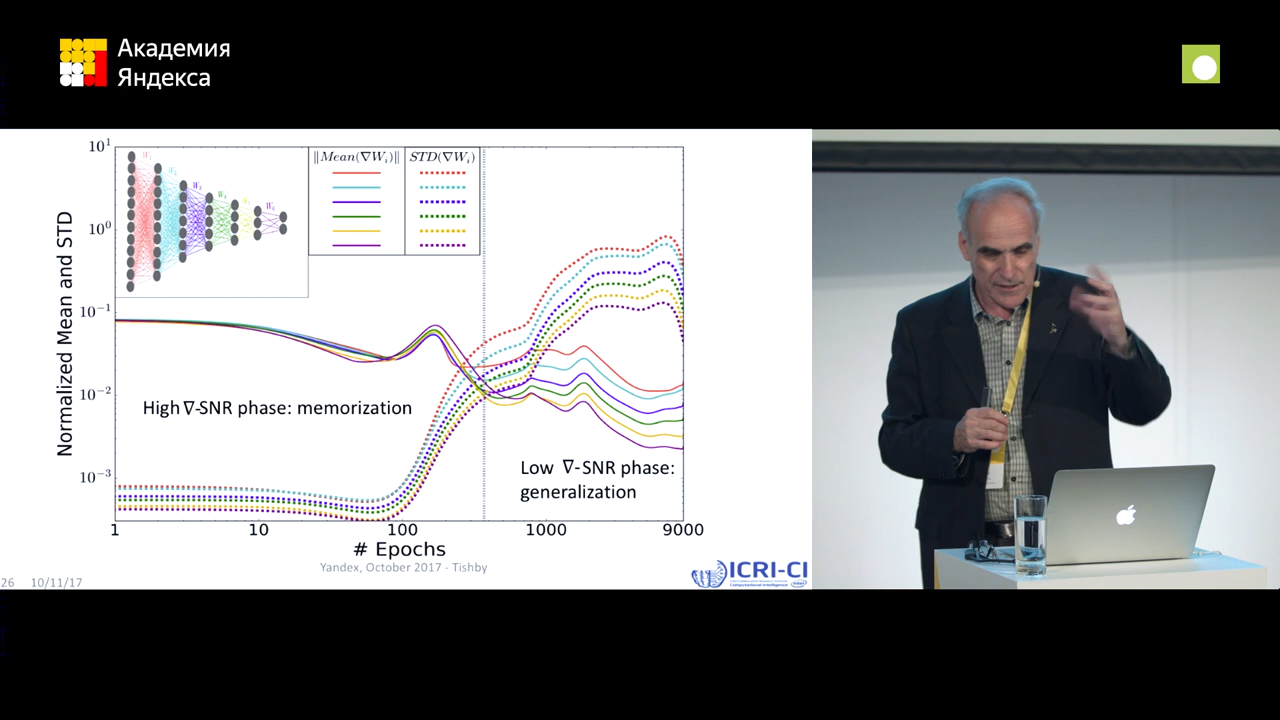 Академия
Яндекса
10¹
10⁰
10⁻¹
10⁻²
10⁻³
Normalized Mean and STD
‖Mean(∇Wᵢ)‖ STD(∇Wᵢ)
High ∇-SNR phase: memorization
Low ∇-SNR phase:
generalization
1 10 100 1000 9000
# Epochs
Yandex, October 2017 - Tishby
26 10/11/17
ICRI-CI